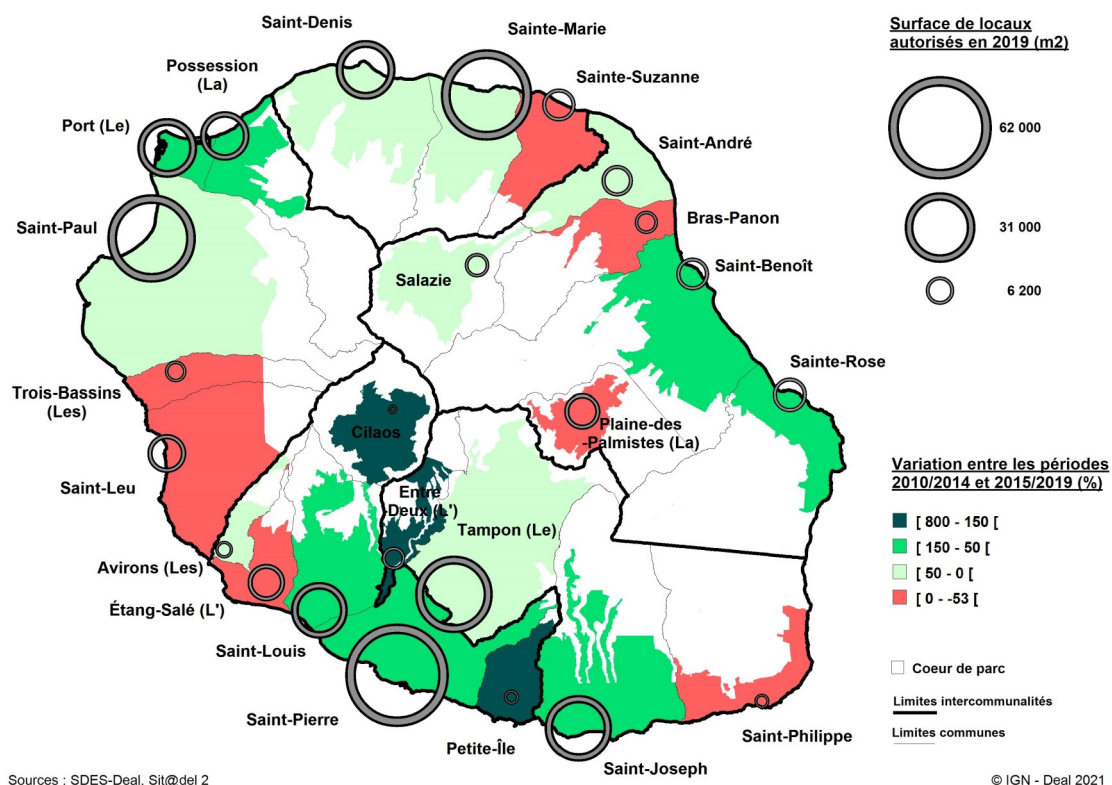 Saint-Denis
Sainte-Marie
Possession
(La)
Sainte-Suzanne
Port (Le)
Saint-André
Saint-Paul
Bras-Panon
Salazie
Saint-Benoît
Sainte-Rose
Trois-Bassins
(Les)
Cilaos
Plaine-des
-Palmistes (La)
Saint-Leu
Entre
-Deux (L')
Tampon (Le)
Avirons (Les)
Étang-Salé (L')
Saint-Louis
Saint-Pierre
Petite-Île
Saint-Joseph
Saint-Philippe
Surface de locaux
autorisés en 2019 (m2)
62 000
31 000
6 200
Variation entre les périodes
2010/2014 et 2015/2019 (%)
[ 800 - 150 [
[ 150 - 50 [
[ 50 - 0 [
[ 0 - -53 [
Coeur de parc
Limites intercommunalités
Limites communes
Sources : SDES-Deal, Sit@del 2
© IGN - Deal 2021